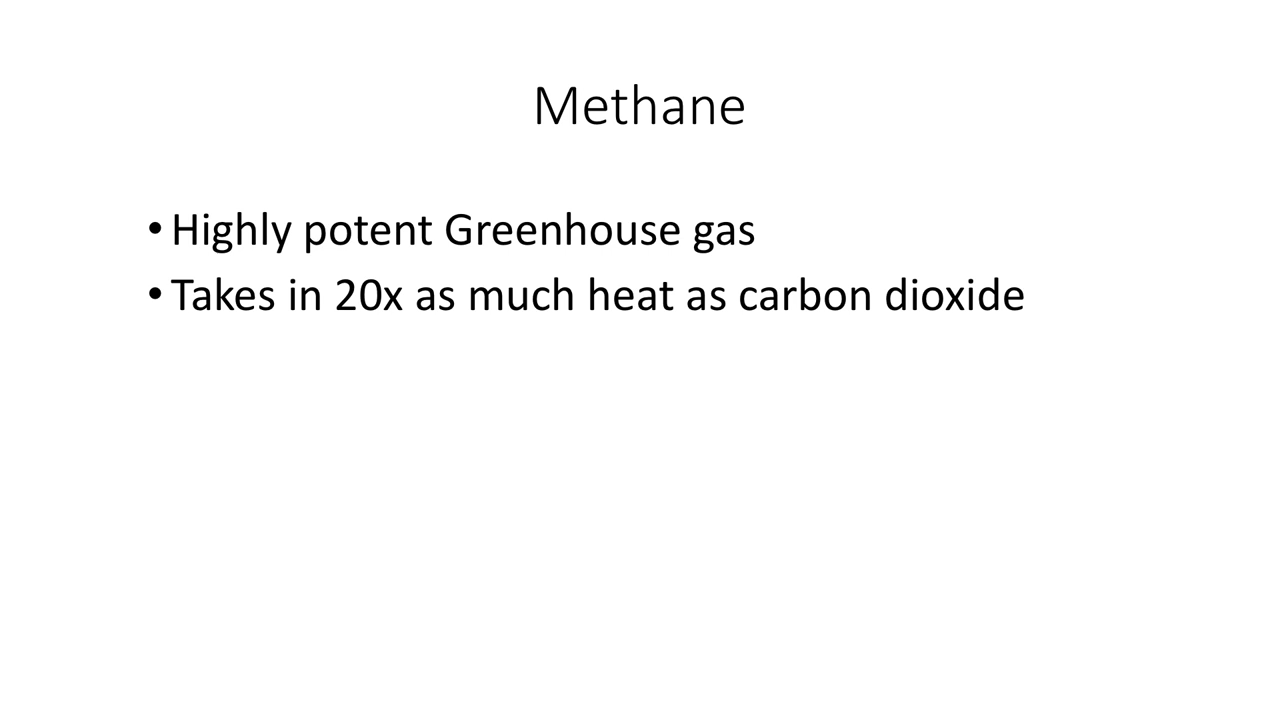 Methane
• Highly potent Greenhouse gas
• Takes in 20x as much heat as carbon dioxide